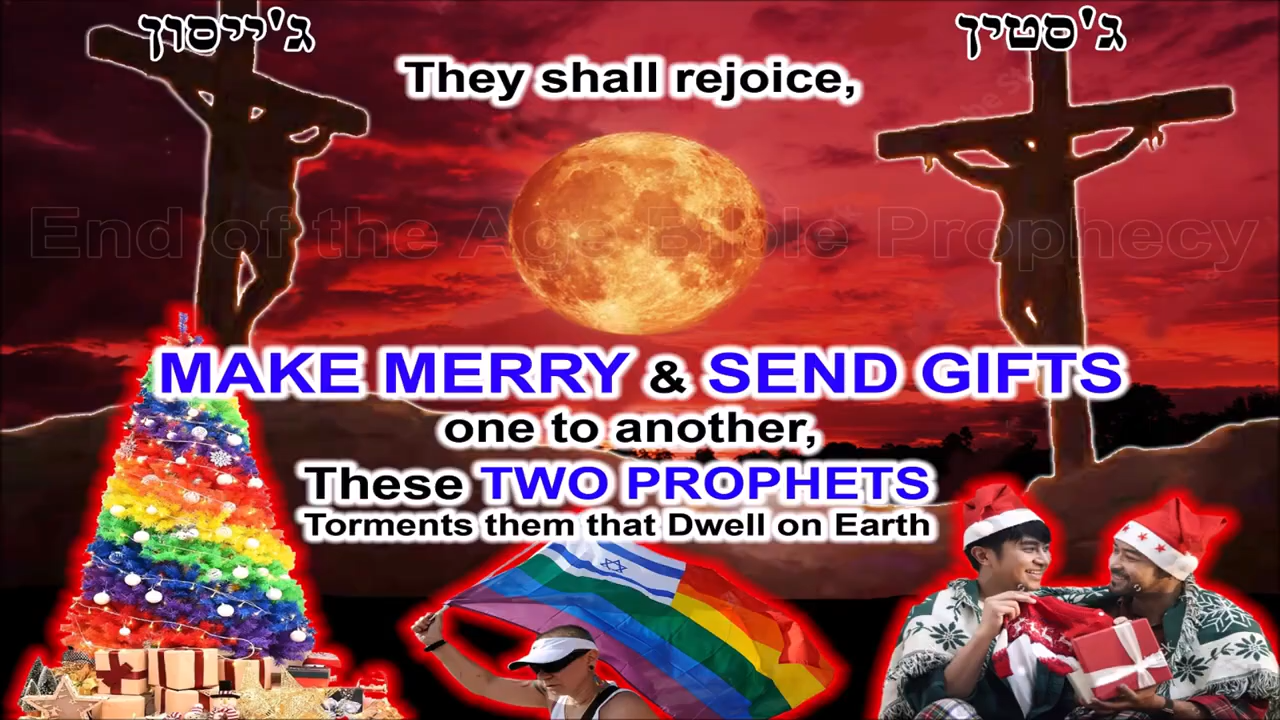 ג'ייסון
ג'סטין
They shall rejoice,
End of the Age Bible Prophecy
MAKE MERRY & SEND GIFTS
one to another,
These TWO PROPHETS
Torments them that Dwell on Earth